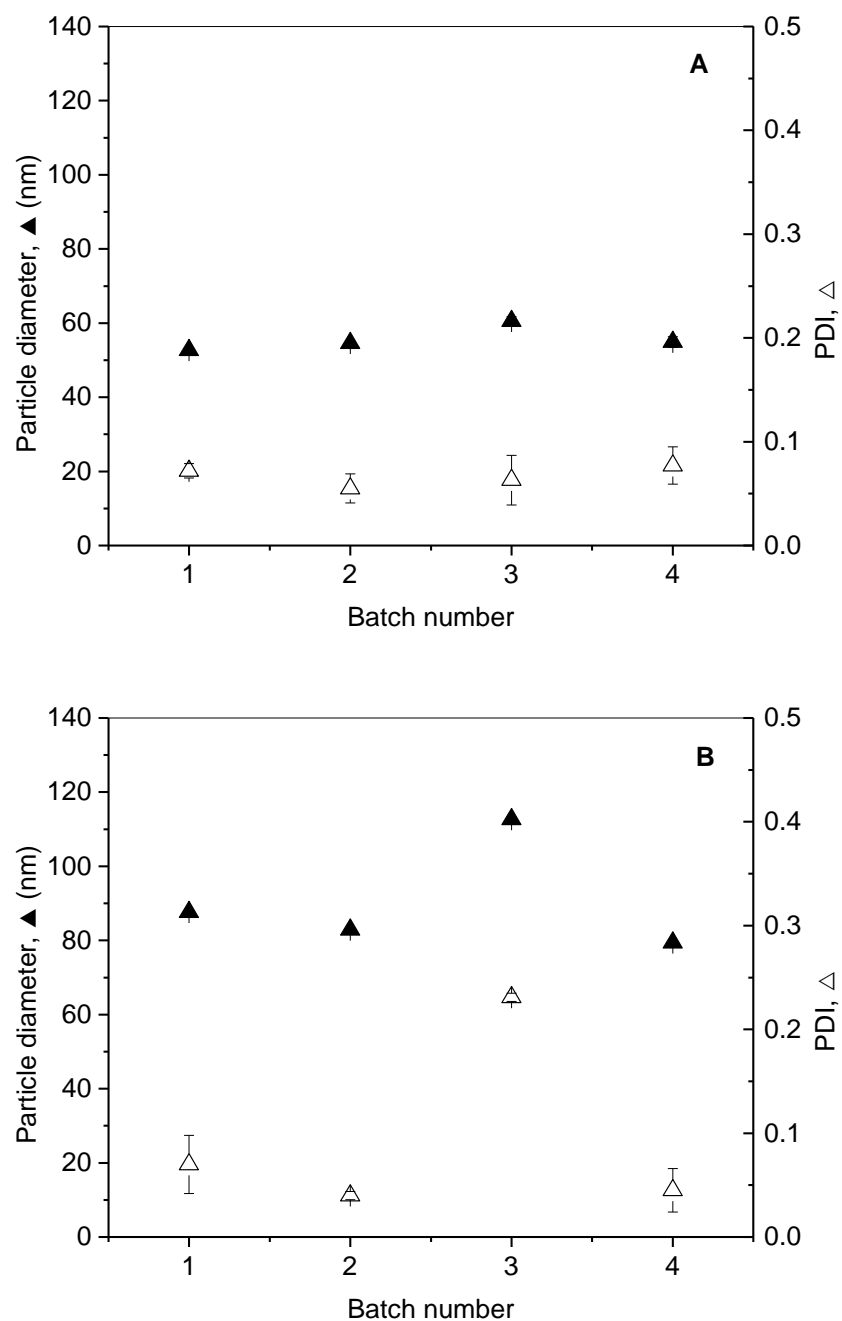 A
140
120
100
80
60
40
20
0
Particle diameter, ▲ (nm)
0.5
0.4
0.3
0.2
0.1
0.0
PDI, △
1 2 3 4
Batch number
B
140
120
100
80
60
40
20
0
Particle diameter, ▲ (nm)
0.5
0.4
0.3
0.2
0.1
0.0
PDI, △
1 2 3 4
Batch number